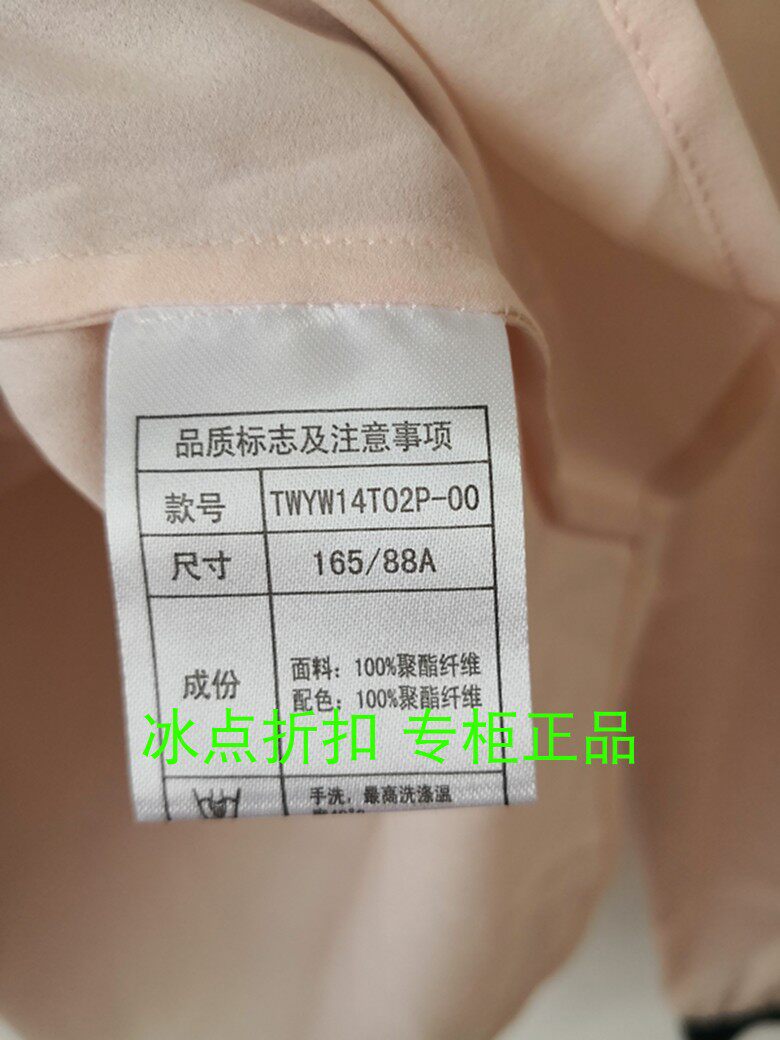 品质标志及注意事项
款号 TWYW14T02P-00
尺寸 165/88A
成份 面料：100%聚酯纤维
配色：100%聚酯纤维
冰点折扣 专柜正品
手洗，最高洗涤温